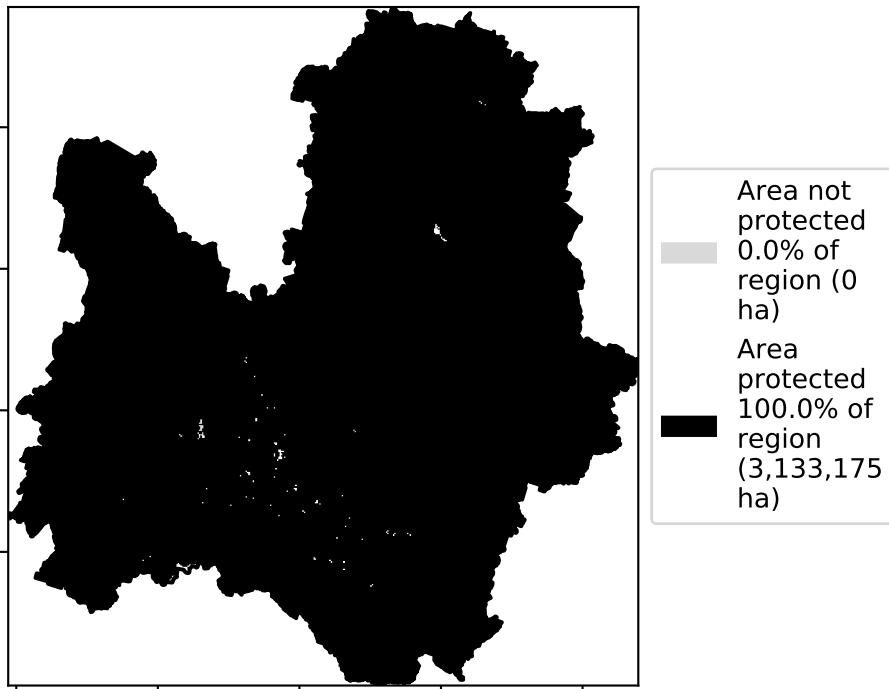 Area not
protected
0.0% of
region (0
ha)
Area
protected
100.0% of
region
(3,133,175
ha)